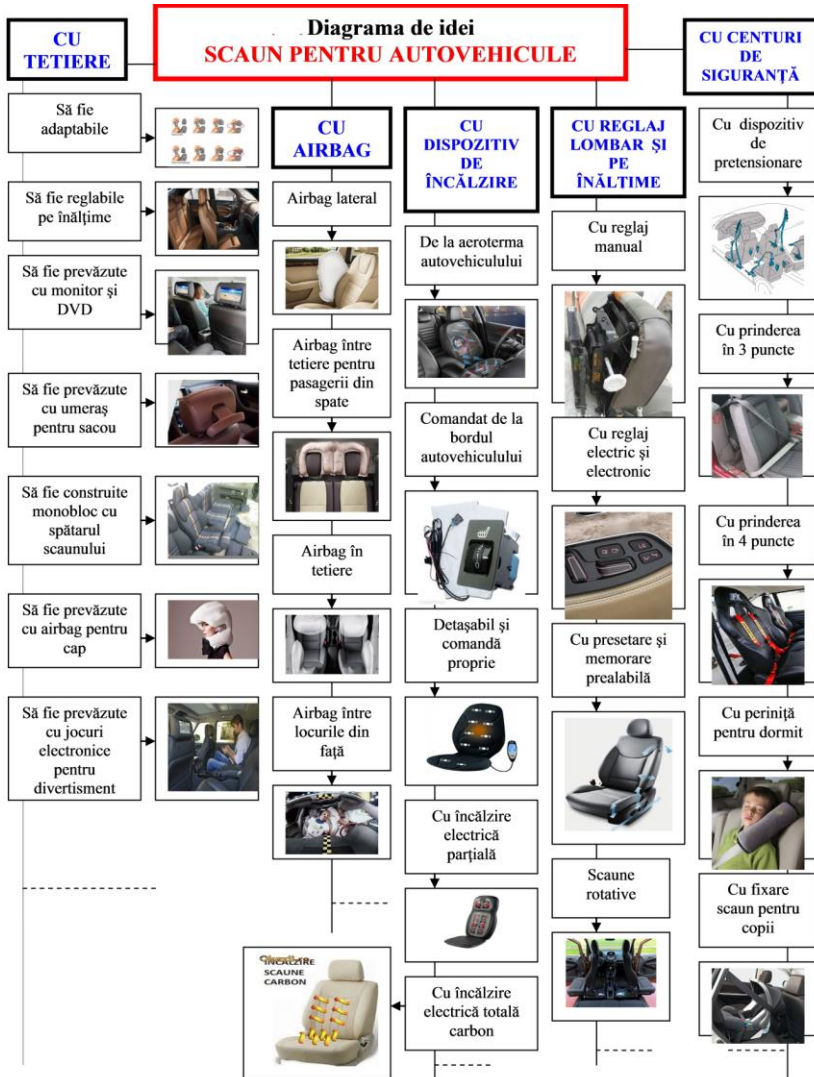 Diagrama de idei
SCAUN PENTRU AUTOVEHICULE
CU
TETIERE
Să fie
adaptabile
Să fie reglabile
pe înălțime
Să fie prevăzute
cu monitor și
DVD
Să fie prevăzute
cu umeraș
pentru sacou
Să fie construite
monobloc cu
spătarul
scaunului
Să fie prevăzute
cu airbag pentru
cap
Să fie prevăzute
cu jocuri
electronice
pentru
divertisment
CU
AIRBAG
Airbag lateral
Airbag între
tetiere pentru
pasagerii din
spate
Airbag în
tetiere
Airbag între
locurile din
față
CU
DISPOZITIV
DE
ÎNCĂLZIRE
De la aeroterma
autovehiculului
Comandat de la
bordul
autovehiculului
Detașabil și
comandă
proprie
Cu încălzire
electrică
parțială
Cu încălzire
electrică totală
carbon
ÎNCĂLZIRE
SCAUNE
CARBON
CU REGLAJ
LOMBAR ȘI
PE
ÎNĂLTIME
Cu reglaj
manual
Cu reglaj
electric și
electronic
Cu presetare și
memorare
prealabilă
Scaune
rotative
CU CENTURI
DE
SIGURANȚĂ
Cu dispozitiv
de
pretensionare
Cu prinderea
în 3 puncte
Cu prinderea
în 4 puncte
Cu periniță
pentru dormit
Cu fixare
scaun pentru
copii